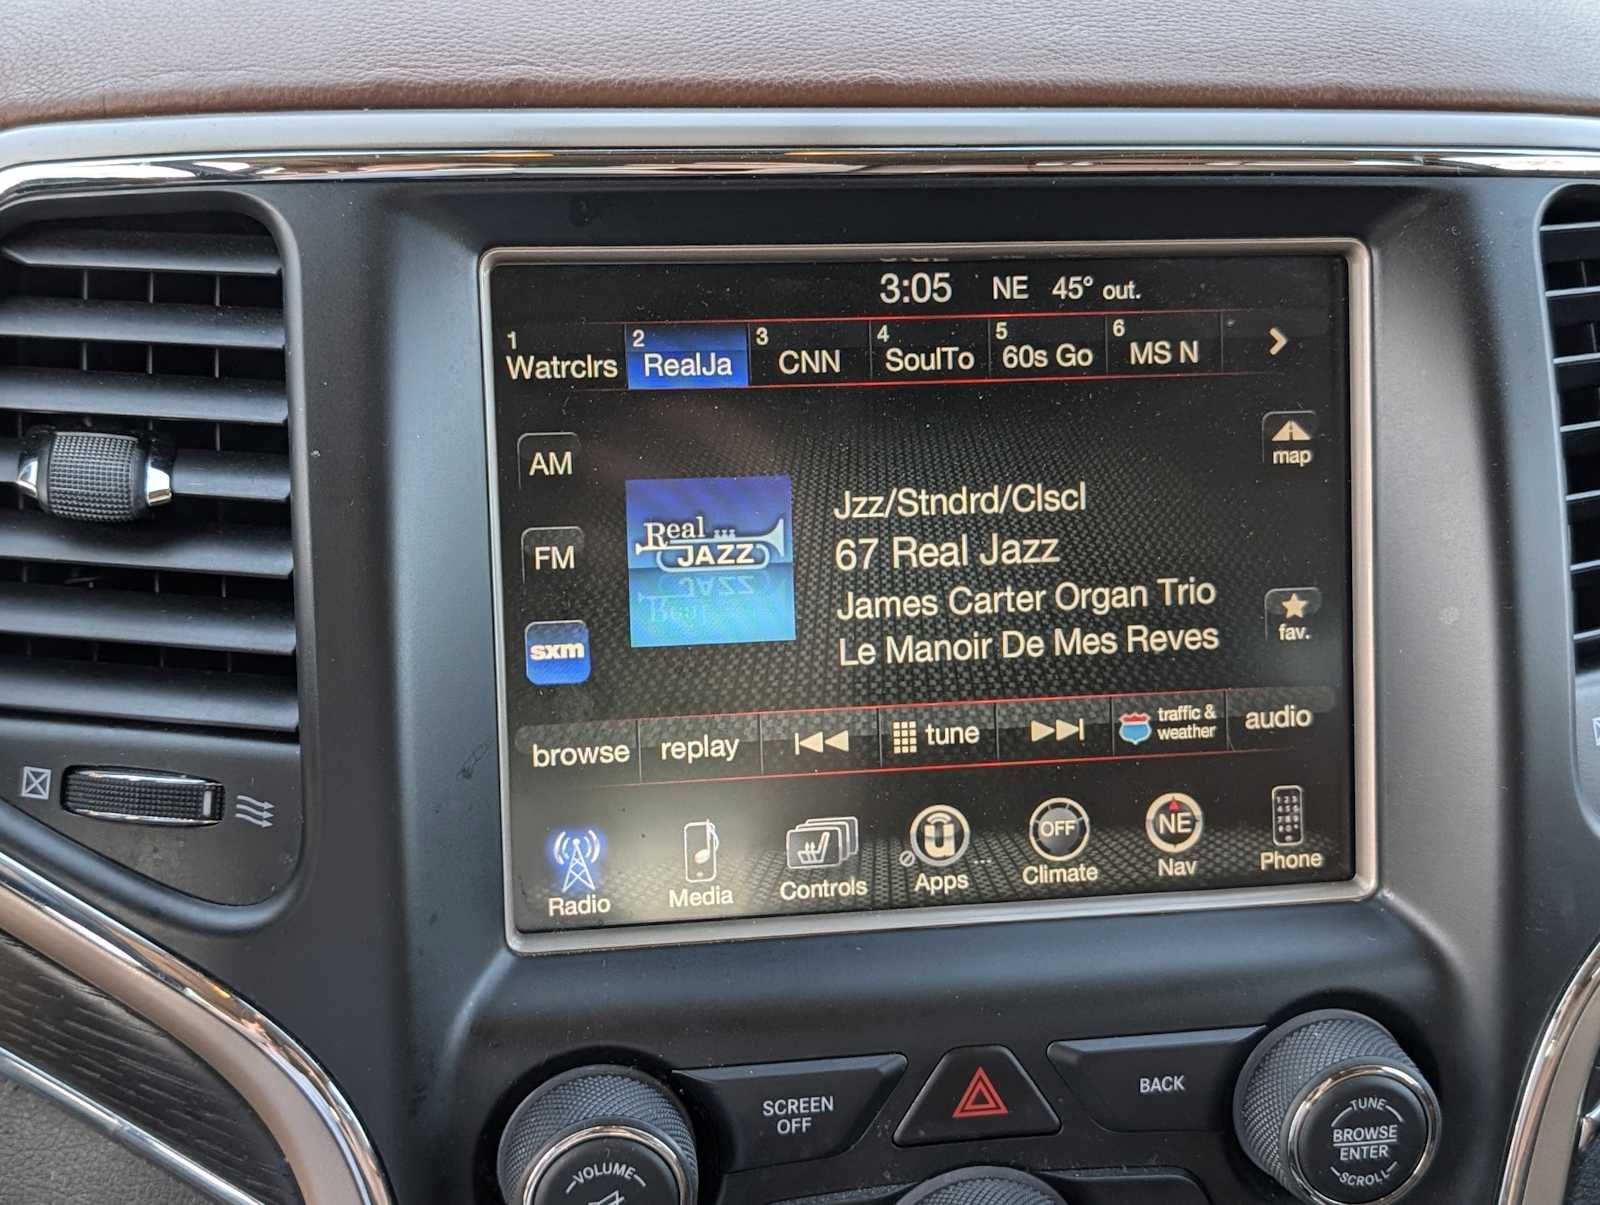 3:05 NE 45° out.
1 Watrclrs
2 RealJa
3 CNN
4 SoulTo
5 60s Go
6 MS N
AM
map
Real
JAZZ
Jzz/Stndrd/Clscl
67 Real Jazz
James Carter Organ Trio
Le Manoir De Mes Reves
FM
fav.
sxm
browse
replay
tune
traffic &
weather
audio
Radio
Media
Controls
Apps
OFF
Climate
NE
Nav
Phone
SCREEN
OFF
BACK
VOLUME
TUNE
BROWSE
ENTER
SCROLL